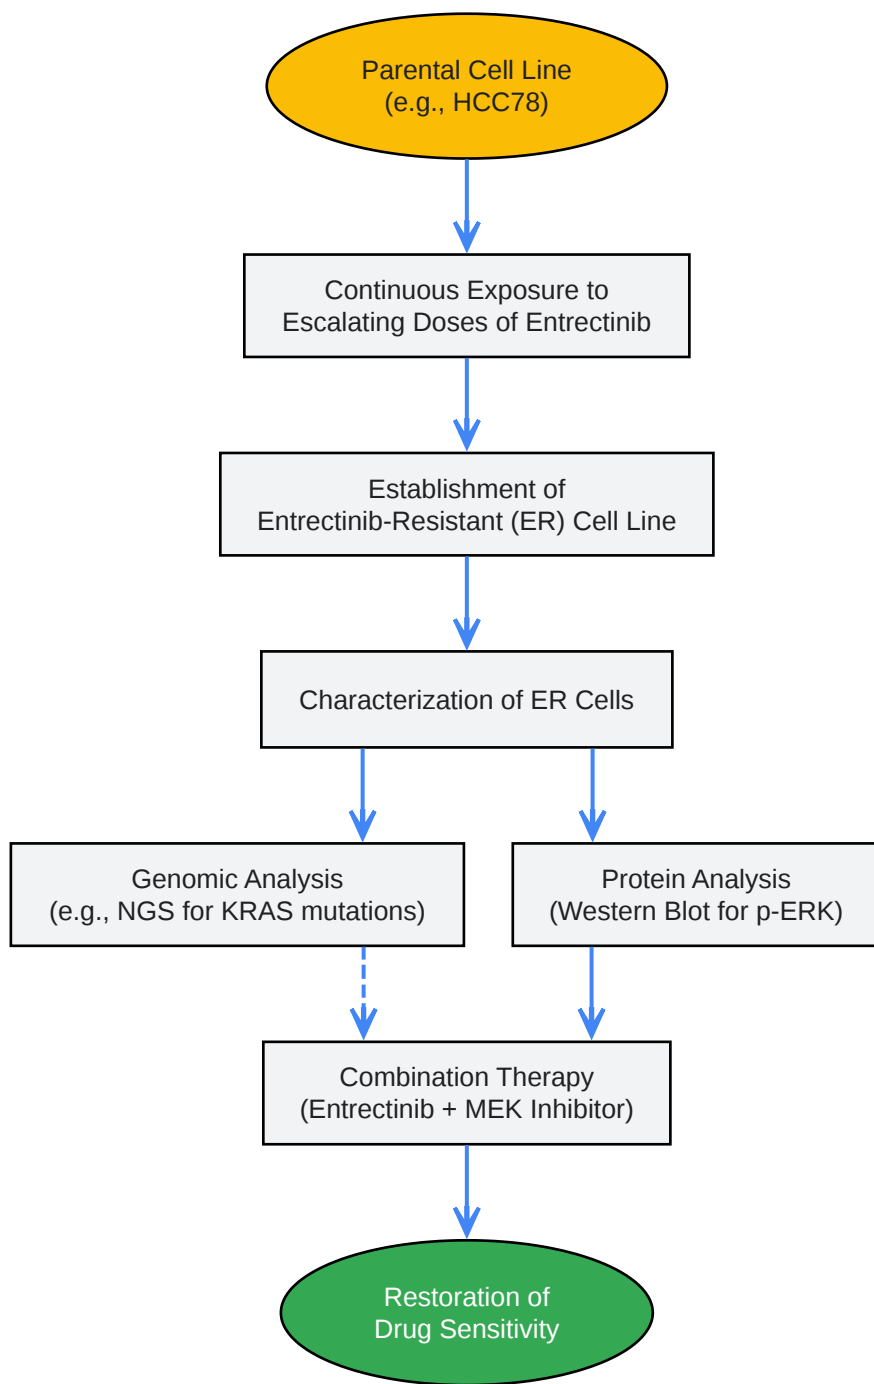 Parental Cell Line
(e.g., HCC78)
Continuous Exposure to
Escalating Doses of Entrectinib
Establishment of
Entrectinib-Resistant (ER) Cell Line
Characterization of ER Cells
Genomic Analysis
(e.g., NGS for KRAS mutations)
Protein Analysis
(Western Blot for p-ERK)
Combination Therapy
(Entrectinib + MEK Inhibitor)
Restoration of
Drug Sensitivity